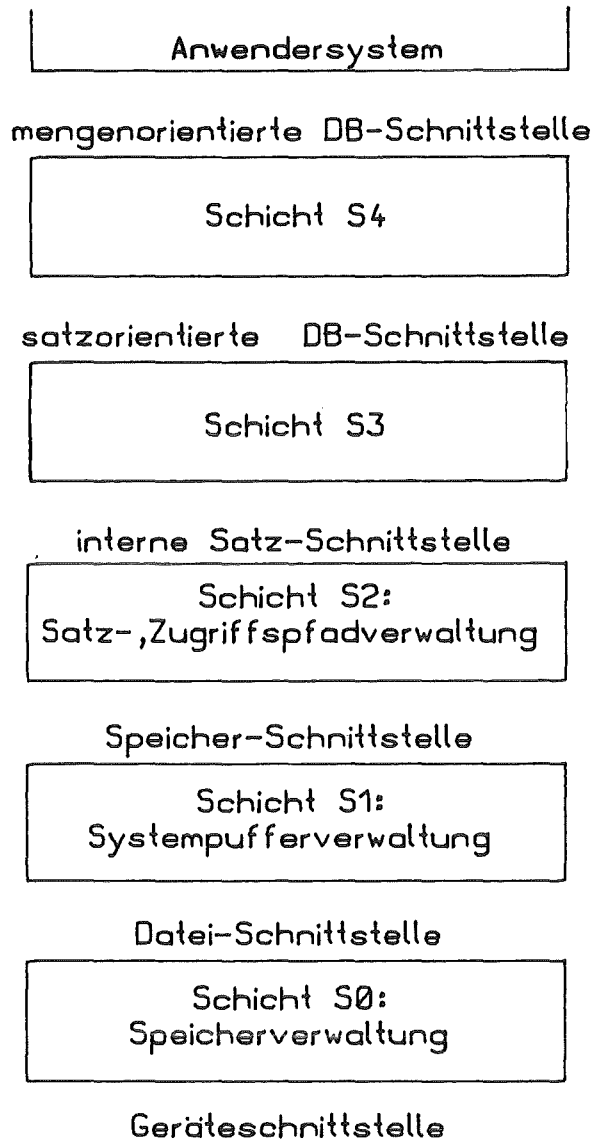 Anwendersystem
mengenorientierte DB-Schnittstelle
Schicht S4
satzorientierte DB-Schnittstelle
Schicht S3
interne Satz-Schnittstelle
Schicht S2:
Satz-,Zugriffspfadverwaltung
Speicher-Schnittstelle
Schicht S1:
Systempufferverwaltung
Datei-Schnittstelle
Schicht S0:
Speicherverwaltung
Geräteschnittstelle